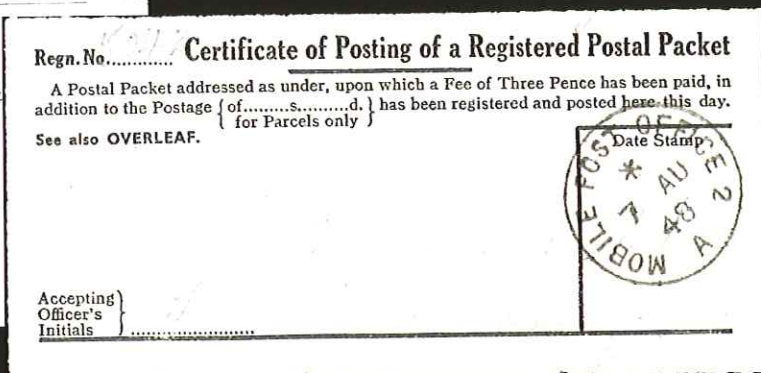 Regn. No............. Certificate of Posting of a Registered Postal Packet
A Postal Packet addressed as under, upon which a Fee of Three Pence has been paid, in
addition to the Postage { of.........s.........d. } has been registered and posted here this day.
for Parcels only
See also OVERLEAF.
Date Stamp
MOBILE POST OFFICE 2
* AU
7 48
A
Accepting
Officer's
Initials } .......................